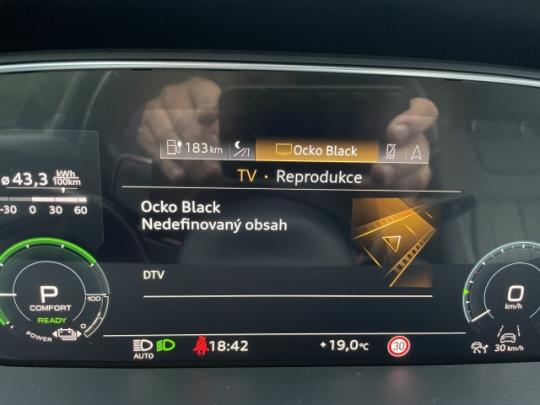 183 km Ocko Black
TV · Reprodukce
ø 43,3 kWh
100km
-30 0 30 60
Ocko Black
Nedefinovaný obsah
DTV
P
COMFORT
READY
POWER
100
0
0
km/h
AUTO
18:42
+19,0°C
30
30 km/h